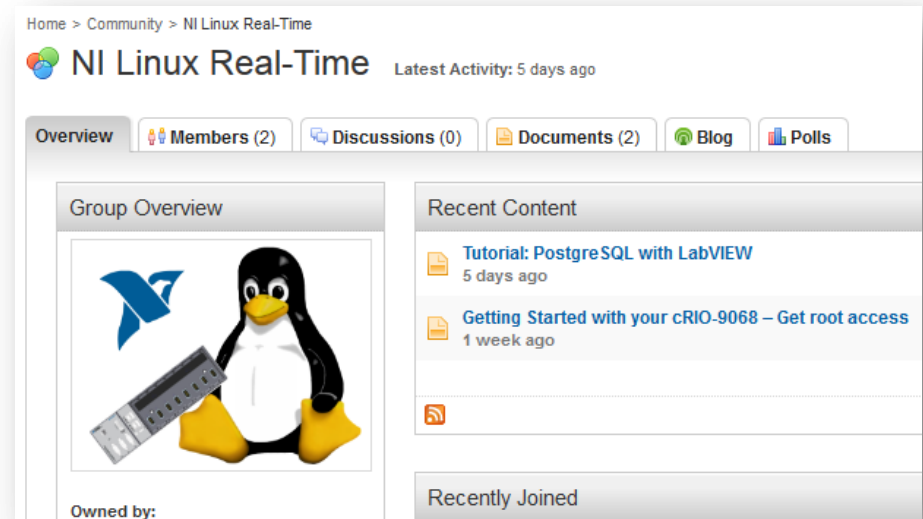 Home > Community > NI Linux Real-Time
NI Linux Real-Time Latest Activity: 5 days ago
Overview Members (2) Discussions (0) Documents (2) Blog Polls
Group Overview
Recent Content
Tutorial: PostgreSQL with LabVIEW
5 days ago
Getting Started with your cRIO-9068 – Get root access
1 week ago
Recently Joined
Owned by: